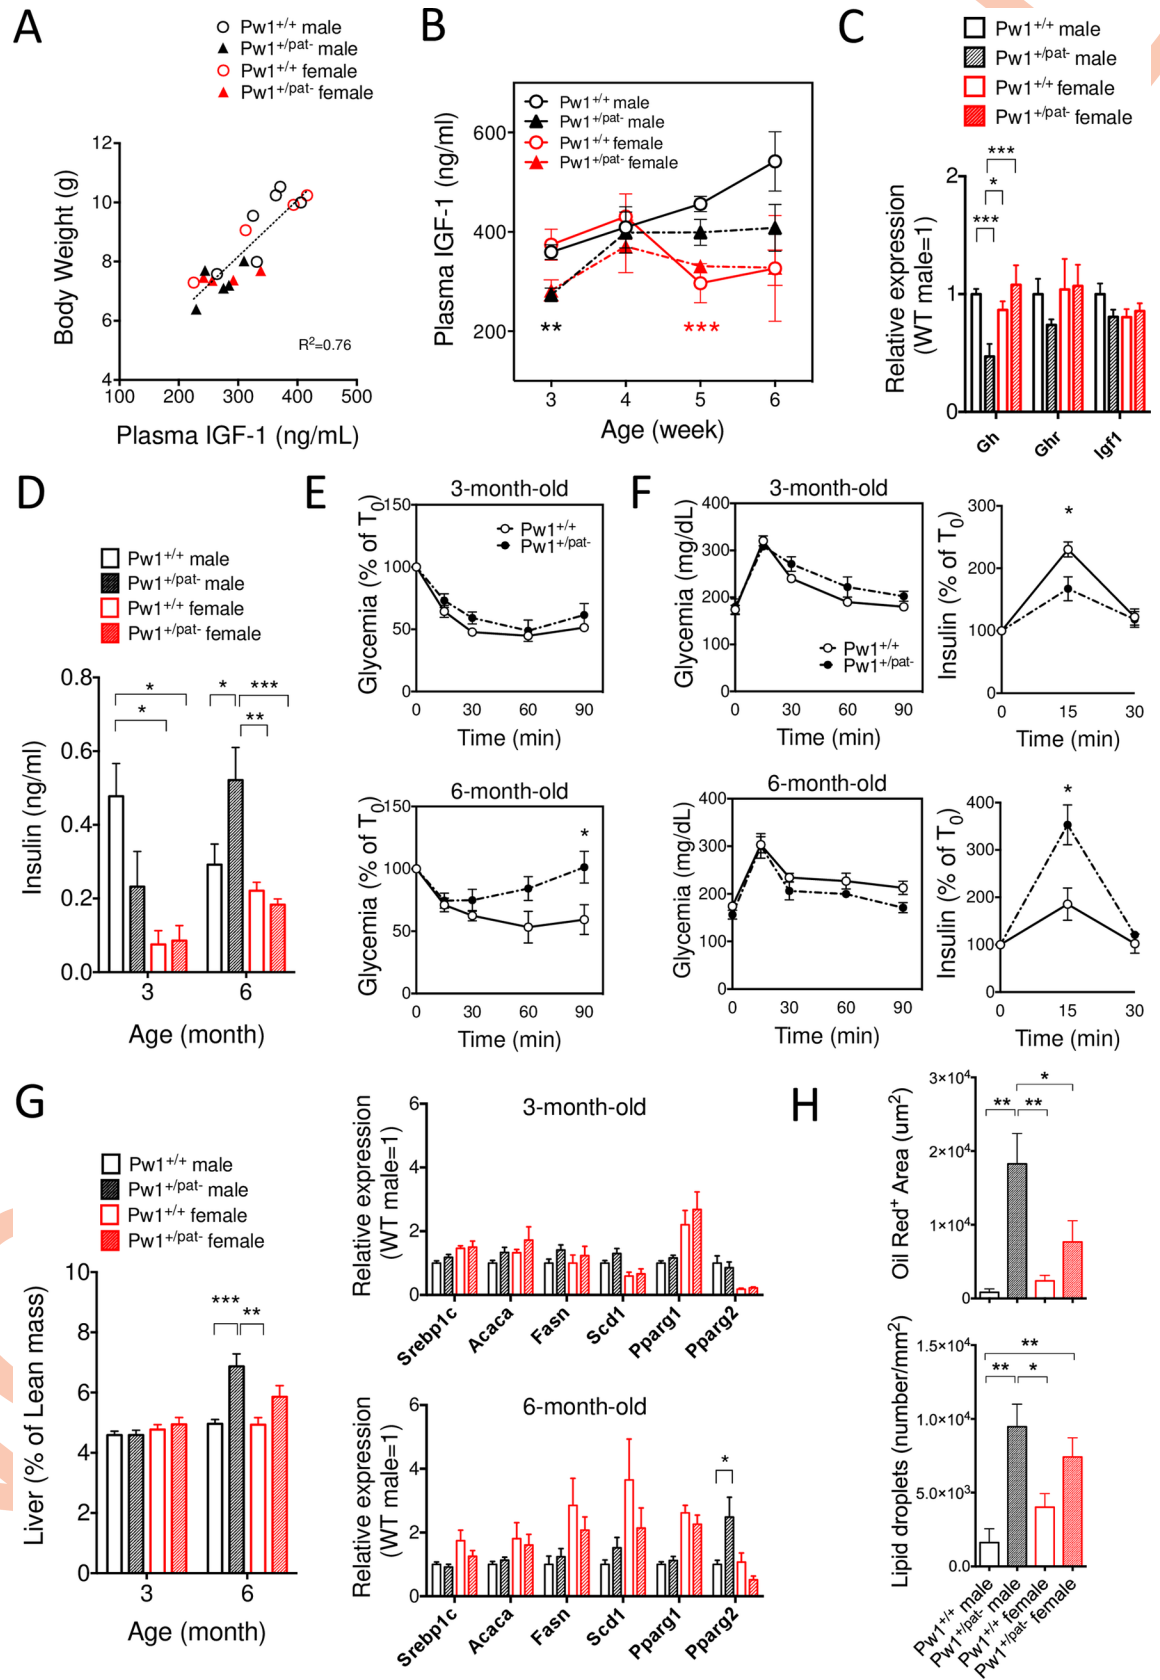 A
Pw1+/+ male
Pw1+/pat- male
Pw1+/+ female
Pw1+/pat- female
Body Weight (g)
12
10
8
6
4
R2=0.76
100 200 300 400 500
Plasma IGF-1 (ng/mL)
B
Pw1+/+ male
Pw1+/pat- male
Pw1+/+ female
Pw1+/pat- female
Plasma IGF-1 (ng/ml)
600
400
200
** ***
3 4 5 6
Age (week)
C
Pw1+/+ male
Pw1+/pat- male
Pw1+/+ female
Pw1+/pat- female
Relative expression
(WT male=1)
***
*
***
2
1
0
Gh Ghr Igf1
D
Pw1+/+ male
Pw1+/pat- male
Pw1+/+ female
Pw1+/pat- female
Insulin (ng/ml)
0.8
0.6
0.4
0.2
0.0
* * *** 
* **
3 6
Age (month)
E
3-month-old
Glycemia (% of T0)
150
100
50
0
Pw1+/+
Pw1+/pat-
0 30 60 90
Time (min)
6-month-old
Glycemia (% of T0)
150
100
50
0
*
0 30 60 90
Time (min)
F
3-month-old
Glycemia (mg/dL)
400
300
200
100
0
Pw1+/+
Pw1+/pat-
0 30 60 90
Time (min)
Insulin (% of T0)
300
200
100
0
*
0 15 30
Time (min)
6-month-old
Glycemia (mg/dL)
400
300
200
100
0
0 30 60 90
Time (min)
Insulin (% of T0)
400
300
200
100
0
*
0 15 30
Time (min)
G
Pw1+/+ male
Pw1+/pat- male
Pw1+/+ female
Pw1+/pat- female
Liver (% of Lean mass)
10
8
6
4
2
0
*** **
3 6
Age (month)
3-month-old
Relative expression
(WT male=1)
6
4
2
0
Srebp1c Acaca Fasn Scd1 Pparg1 Pparg2
6-month-old
Relative expression
(WT male=1)
6
4
2
0
*
Srebp1c Acaca Fasn Scd1 Pparg1 Pparg2
H
Oil Red+ Area (um2)
3×104
2×104
1×104
0
*
** **
Lipid droplets (number/mm2)
1.5×104
1.0×104
5.0×103
0.0
**
** *
Pw1+/+ male
Pw1+/pat- male
Pw1+/+ female
Pw1+/pat- female